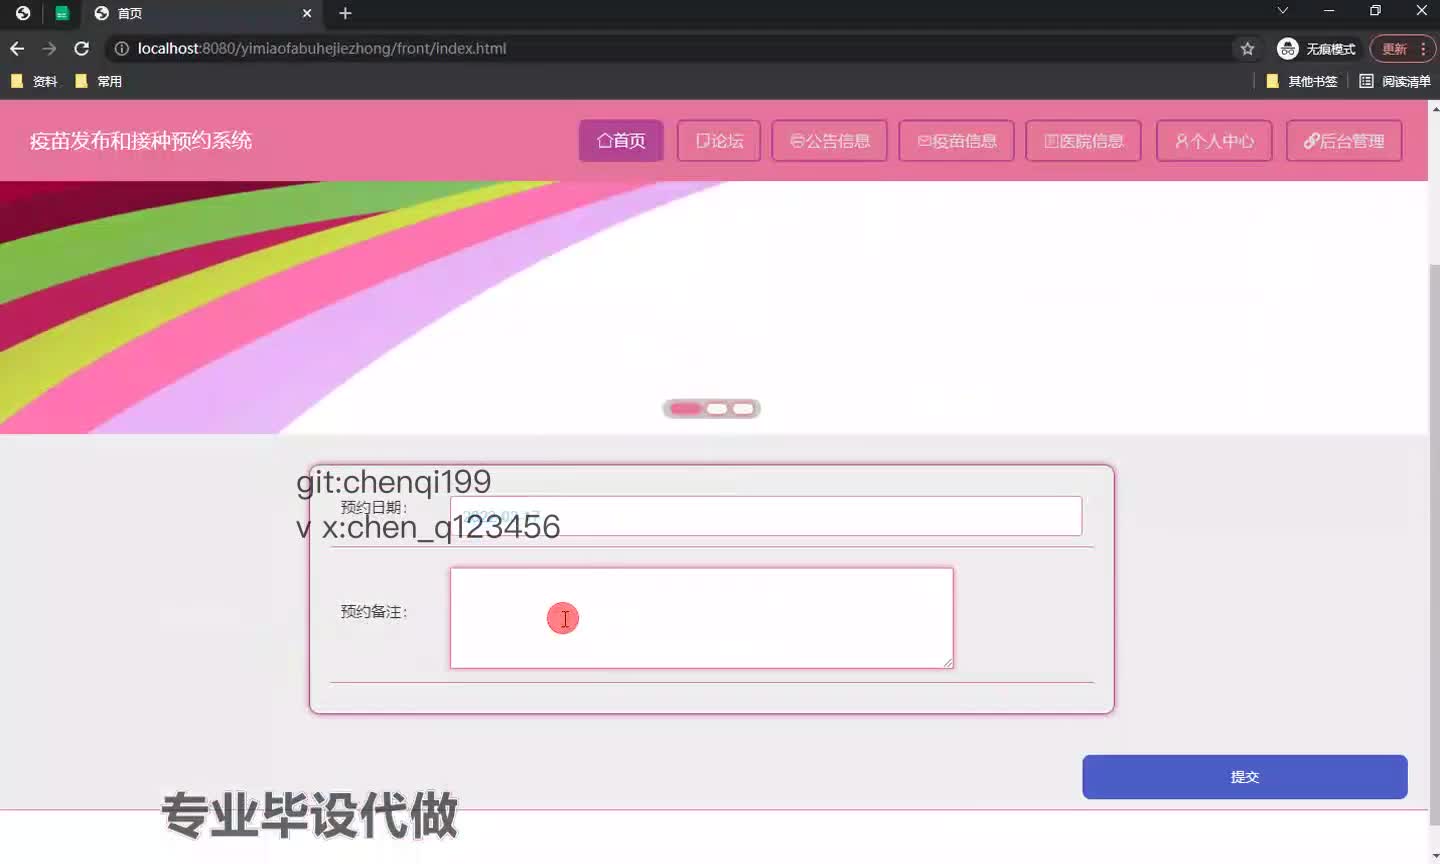 首页
localhost:8080/yimiaofabuhejiezhong/front/index.html
无痕模式
更新
资料
常用
其他书签
阅读清单
疫苗发布和接种预约系统
首页
论坛
公告信息
疫苗信息
医院信息
个人中心
后台管理
git:chenqi199
预约日期：
v x:chen_q123456
预约备注：
提交
专业毕设代做